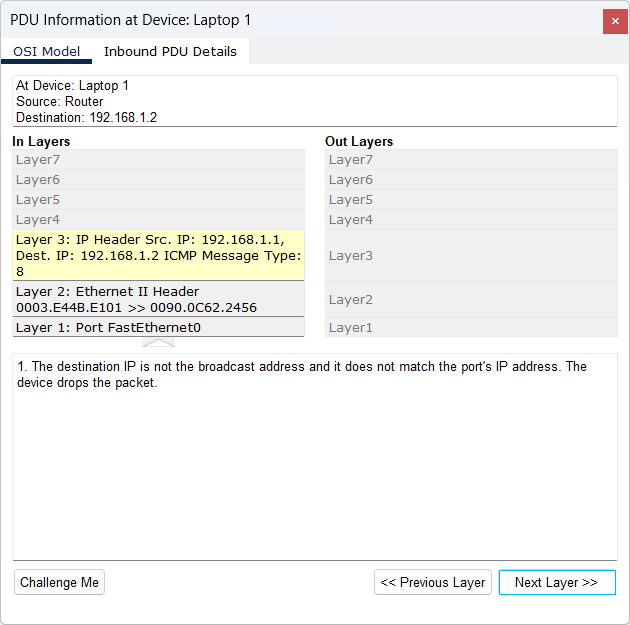 PDU Information at Device: Laptop 1
OSI Model
Inbound PDU Details
At Device: Laptop 1
Source: Router
Destination: 192.168.1.2
In Layers
Layer7
Layer6
Layer5
Layer4
Layer 3: IP Header Src. IP: 192.168.1.1,
Dest. IP: 192.168.1.2 ICMP Message Type:
8
Layer 2: Ethernet II Header
0003.E44B.E101 >> 0090.0C62.2456
Layer 1: Port FastEthernet0
Out Layers
Layer7
Layer6
Layer5
Layer4
Layer3
Layer2
Layer1
1. The destination IP is not the broadcast address and it does not match the port's IP address. The
device drops the packet.
Challenge Me
<< Previous Layer
Next Layer >>